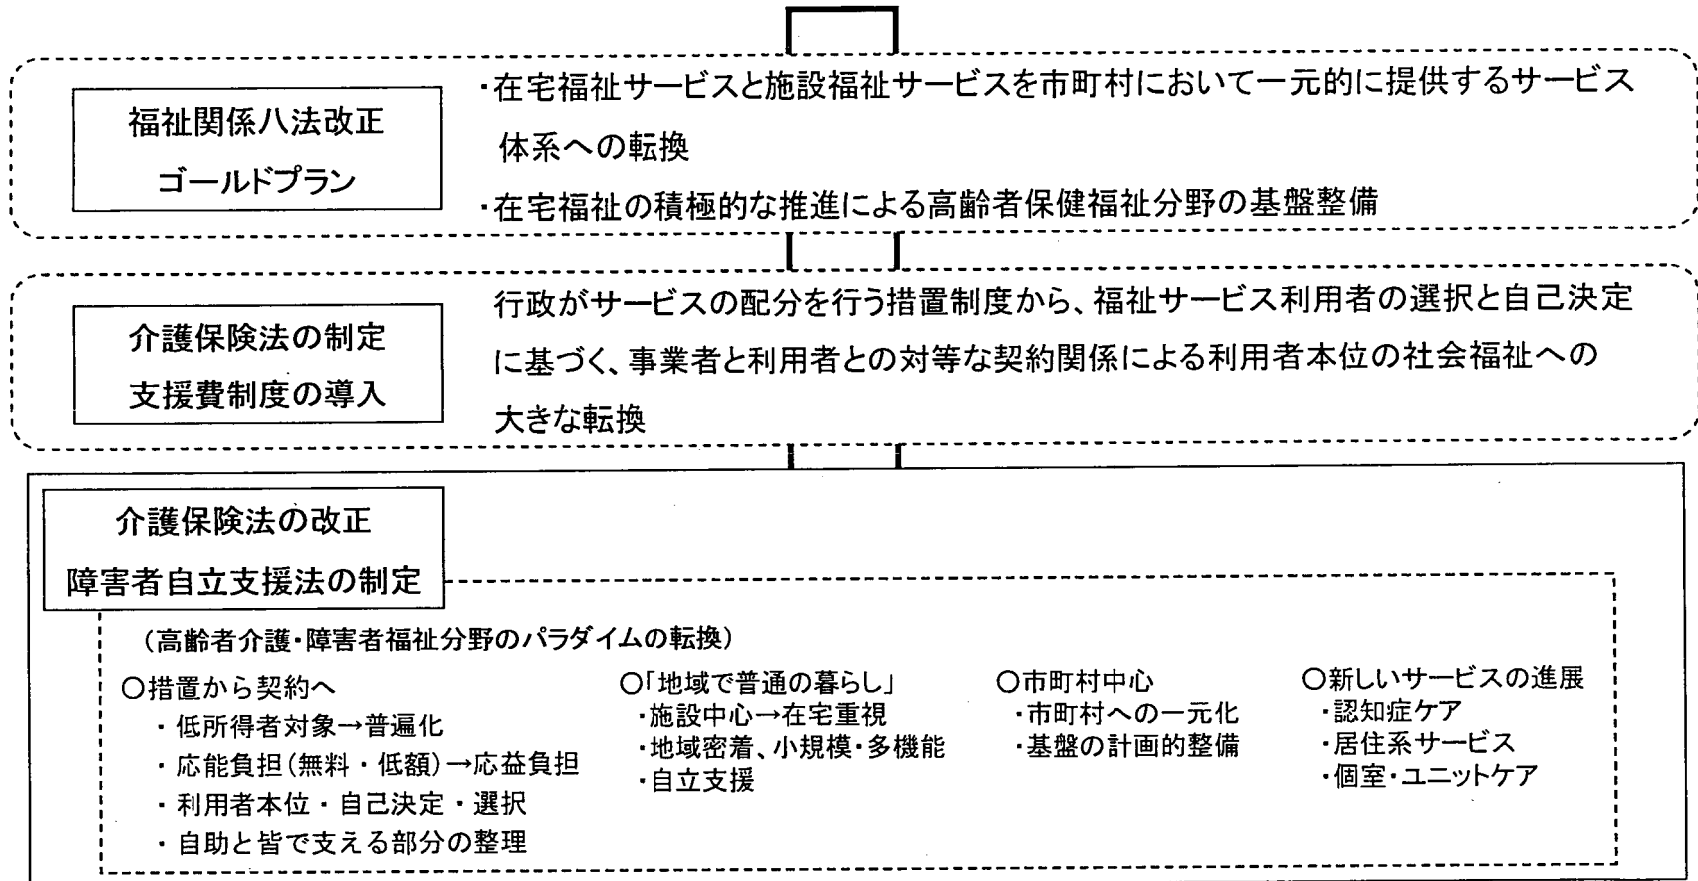 福祉関係八法改正
ゴールドプラン
・在宅福祉サービスと施設福祉サービスを市町村において一元的に提供するサービス
体系への転換
・在宅福祉の積極的な推進による高齢者保健福祉分野の基盤整備
介護保険法の制定
支援費制度の導入
行政がサービスの配分を行う措置制度から、福祉サービス利用者の選択と自己決定
に基づく、事業者と利用者との対等な契約関係による利用者本位の社会福祉への
大きな転換
介護保険法の改正
障害者自立支援法の制定
（高齢者介護・障害者福祉分野のパラダイムの転換）
○措置から契約へ
・低所得者対象→普遍化
・応能負担（無料・低額）→応益負担
・利用者本位・自己決定・選択
・自助と皆で支える部分の整理
○「地域で普通の暮らし」
・施設中心→在宅重視
・地域密着、小規模・多機能
・自立支援
○市町村中心
・市町村への一元化
・基盤の計画的整備
○新しいサービスの進展
・認知症ケア
・居住系サービス
・個室・ユニットケア